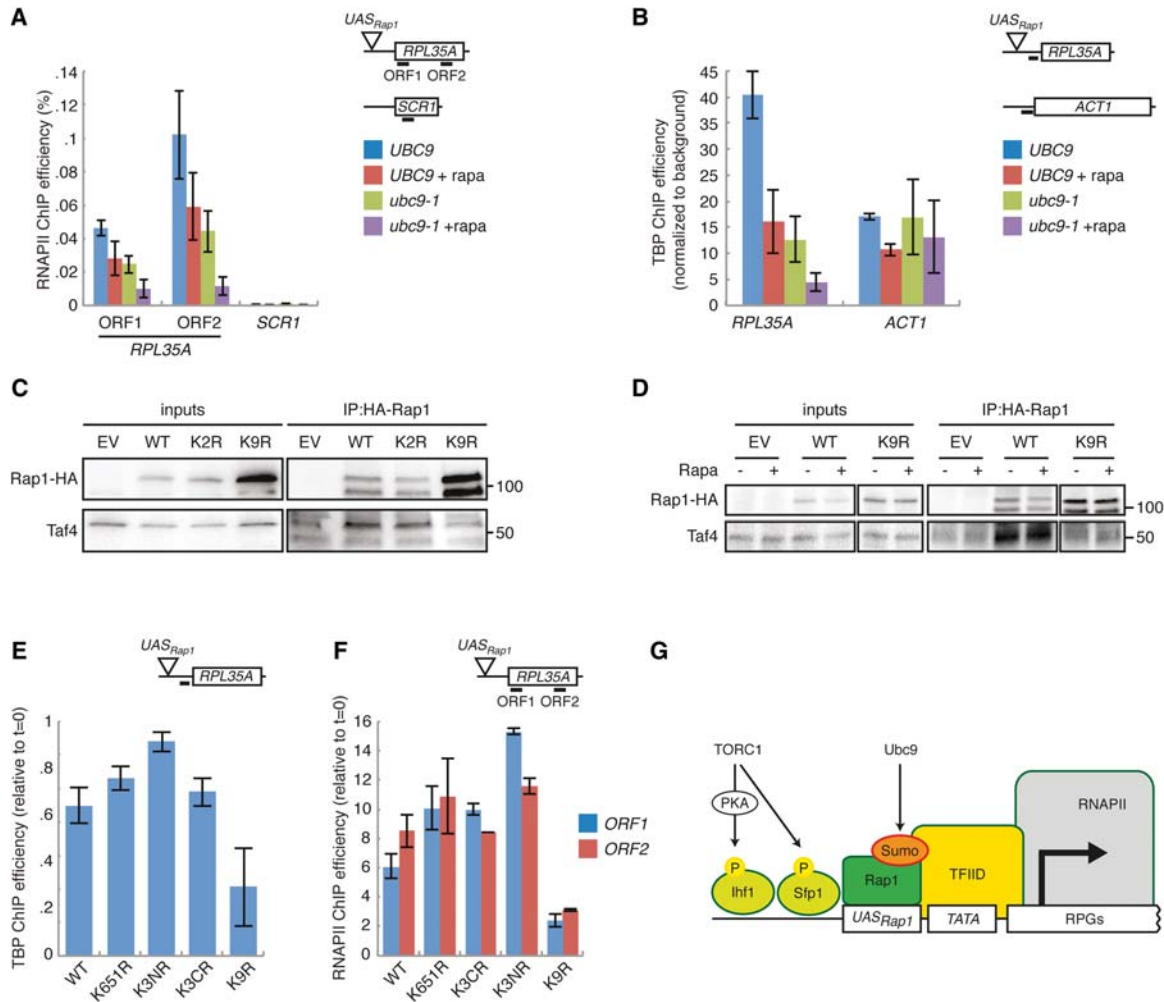 A
UAS_Rap1
RPL35A
ORF1 ORF2
SCR1
UBC9
UBC9 + rapa
ubc9-1
ubc9-1 +rapa
RNAPII ChIP efficiency (%)
.14
.12
.1
.08
.06
.04
.02
0
ORF1 ORF2 SCR1
RPL35A
B
UAS_Rap1
RPL35A
ACT1
UBC9
UBC9 + rapa
ubc9-1
ubc9-1 +rapa
TBP ChIP efficiency
(normalized to background)
45
40
35
30
25
20
15
10
5
0
RPL35A ACT1
C
inputs IP:HA-Rap1
EV WT K2R K9R EV WT K2R K9R
Rap1-HA 100
Taf4 50
D
inputs IP:HA-Rap1
EV WT K9R EV WT K9R
Rapa - + - + - + - + - + - +
Rap1-HA 100
Taf4 50
E
UAS_Rap1
RPL35A
TBP ChIP efficiency (relative to t=0)
1
.8
.6
.4
.2
0
WT K651R K3NR K3CR K9R
F
UAS_Rap1
RPL35A
ORF1 ORF2
RNAPII ChIP efficiency (relative to t=0)
16
14
12
10
8
6
4
2
0
WT K651R K3CR K3NR K9R
ORF1
ORF2
G
TORC1 Ubc9
PKA RNAPII
Sumo
P P
Ihf1 Sfp1 Rap1 TFIID
UAS_Rap1 TATA RPGs